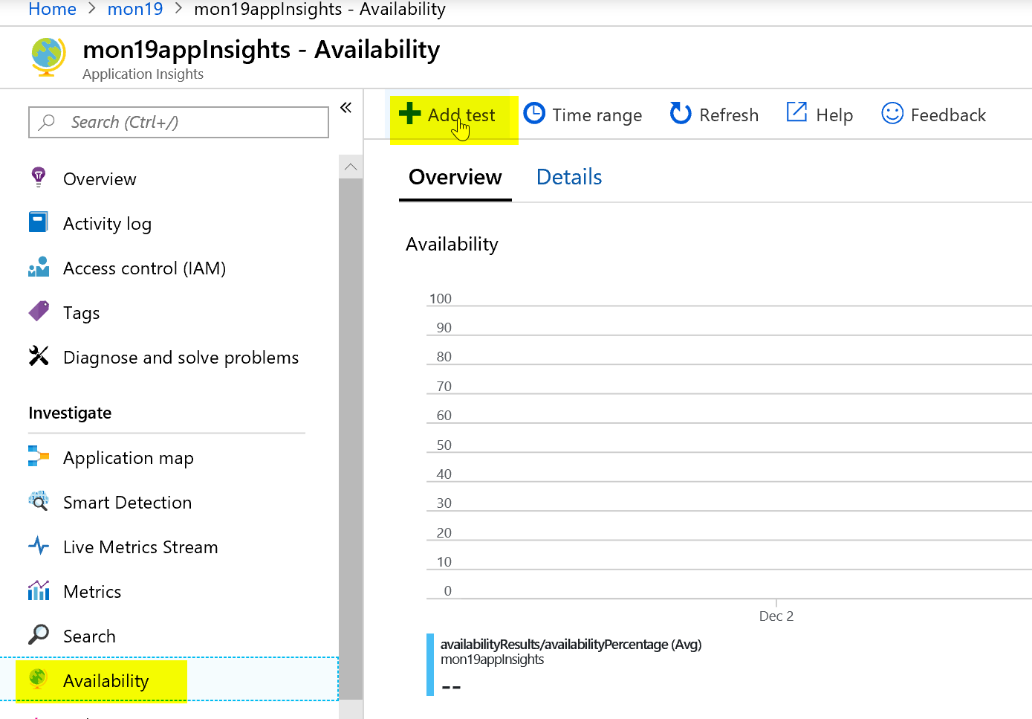 Home > mon19 > mon19appInsights - Availability
mon19appInsights - Availability
Application Insights
Search (Ctrl+/)
«
Overview
Activity log
Access control (IAM)
Tags
Diagnose and solve problems
Investigate
Application map
Smart Detection
Live Metrics Stream
Metrics
Search
Availability
Add test Time range Refresh Help Feedback
Overview Details
Availability
100
90
80
70
60
50
40
30
20
10
0
Dec 2
availabilityResults/availabilityPercentage (Avg)
mon19appInsights
--